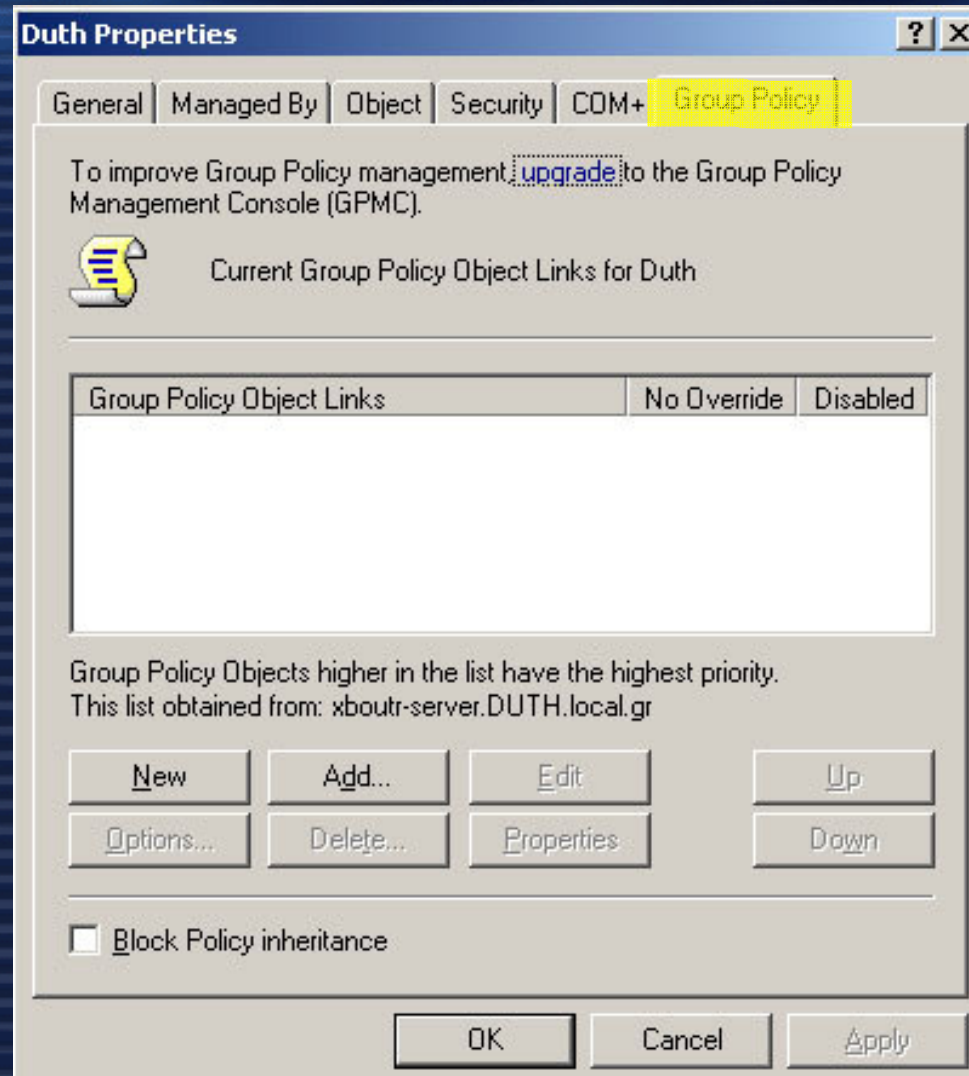 Duth Properties
General Managed By Object Security COM+ Group Policy
To improve Group Policy management, upgrade to the Group Policy
Management Console (GPMC).
Current Group Policy Object Links for Duth
Group Policy Object Links No Override Disabled
Group Policy Objects higher in the list have the highest priority.
This list obtained from: xboutr-server.DUTH.local.gr
New Add... Edit Up
Options... Delete... Properties Down
Block Policy inheritance
OK Cancel Apply